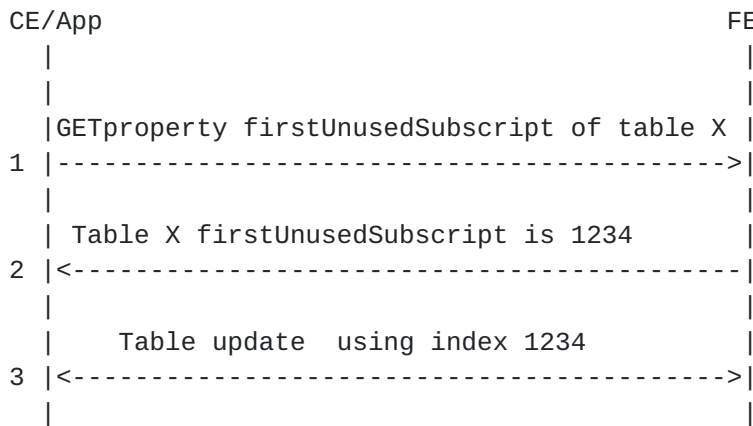 CE/App                                        FE
  |                                            |
  |                                            |
  |GETproperty firstUnusedSubscript of table X |
1 |------------------------------------------->|
  |                                            |
  | Table X firstUnusedSubscript is 1234       |
2 |<-------------------------------------------|
  |                                            |
  |    Table update  using index 1234          |
3 |<------------------------------------------>|
  |                                            |